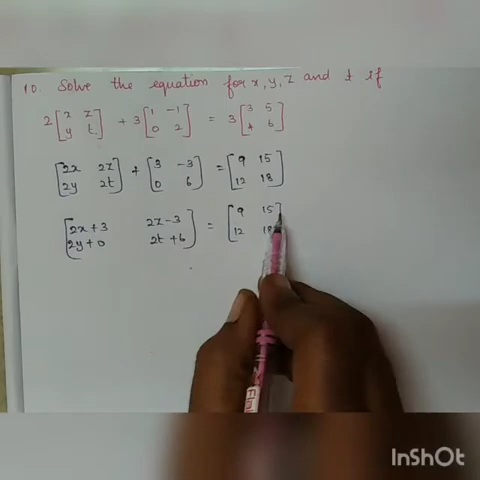 10. Solve the equation for x, y, z and t if
2 [x z y t] + 3 [1 -1 0 2] = 3 [3 5 4 6]
[2x 2z 2y 2t] + [3 -3 0 6] = [9 15 12 18]
[2x+3 2z-3 2y+0 2t+6] = [9 15 12 18]
InShOt